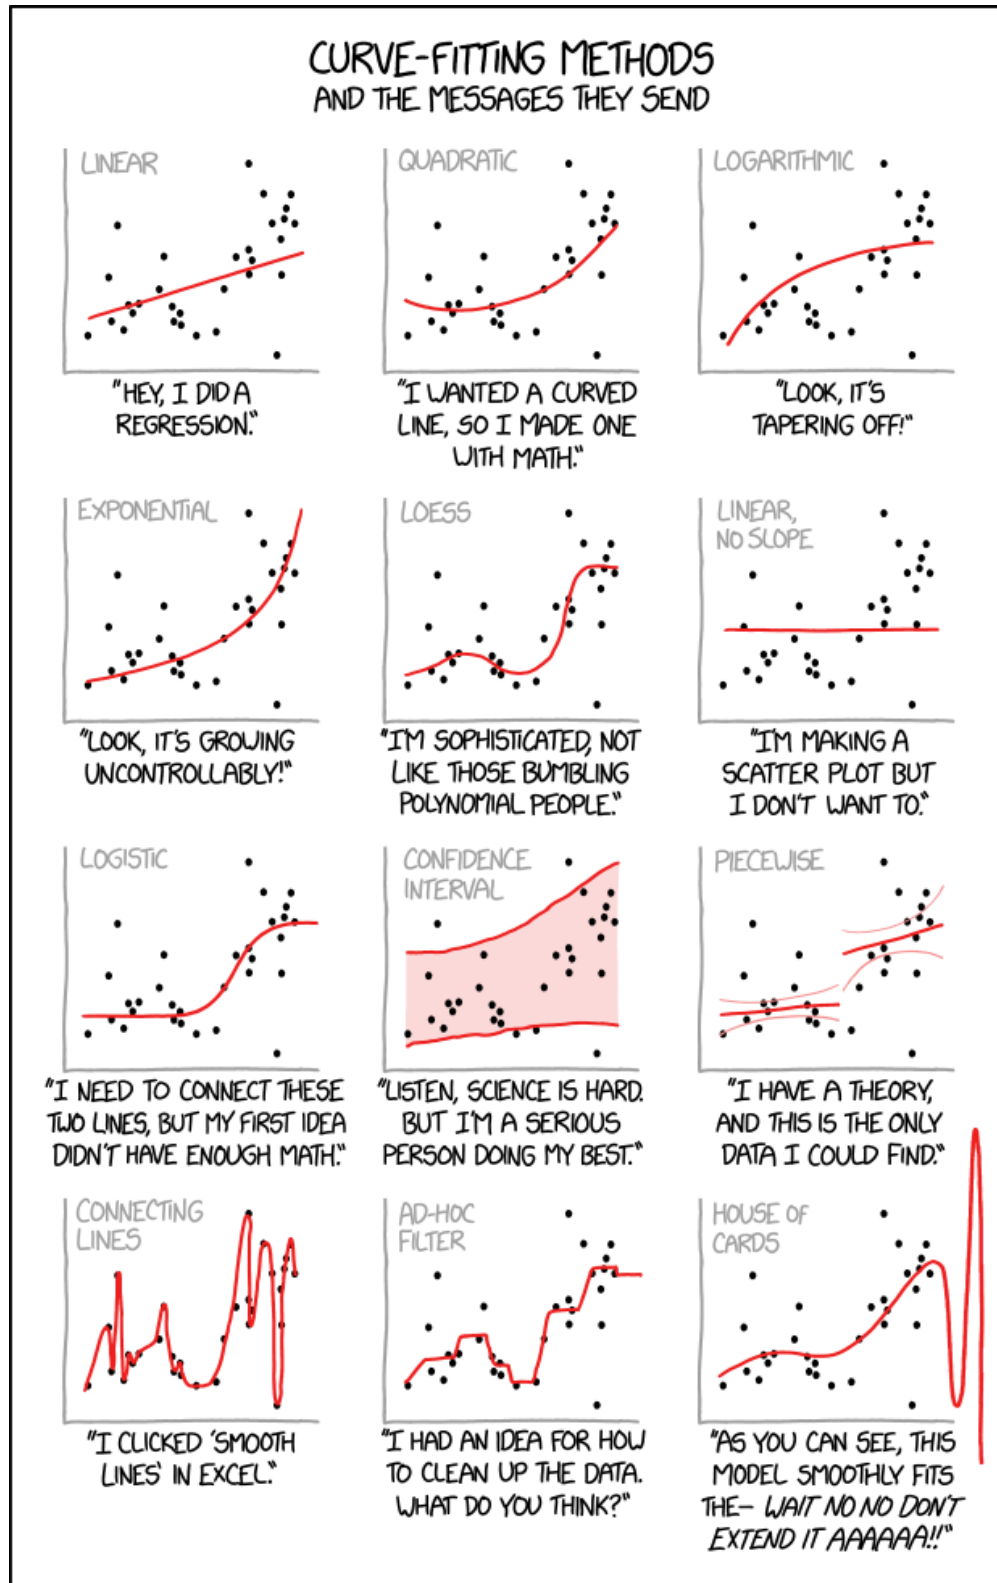 CURVE-FITTING METHODS
AND THE MESSAGES THEY SEND
LINEAR
"HEY, I DID A
REGRESSION."
QUADRATIC
"I WANTED A CURVED
LINE, SO I MADE ONE
WITH MATH."
LOGARITHMIC
"LOOK, IT'S
TAPERING OFF!"
EXPONENTIAL
"LOOK, IT'S GROWING
UNCONTROLLABLY!"
LOESS
"I'M SOPHISTICATED, NOT
LIKE THOSE BUMBLING
POLYNOMIAL PEOPLE."
LINEAR,
NO SLOPE
"I'M MAKING A
SCATTER PLOT BUT
I DON'T WANT TO."
LOGISTIC
"I NEED TO CONNECT THESE
TWO LINES, BUT MY FIRST IDEA
DIDN'T HAVE ENOUGH MATH."
CONFIDENCE
INTERVAL
"LISTEN, SCIENCE IS HARD.
BUT I'M A SERIOUS
PERSON DOING MY BEST."
PIECEWISE
"I HAVE A THEORY,
AND THIS IS THE ONLY
DATA I COULD FIND."
CONNECTING
LINES
"I CLICKED 'SMOOTH
LINES' IN EXCEL."
AD-HOC
FILTER
"I HAD AN IDEA FOR HOW
TO CLEAN UP THE DATA.
WHAT DO YOU THINK?"
HOUSE OF
CARDS
"AS YOU CAN SEE, THIS
MODEL SMOOTHLY FITS
THE– WAIT NO NO DON'T
EXTEND IT AAAAAA!!"